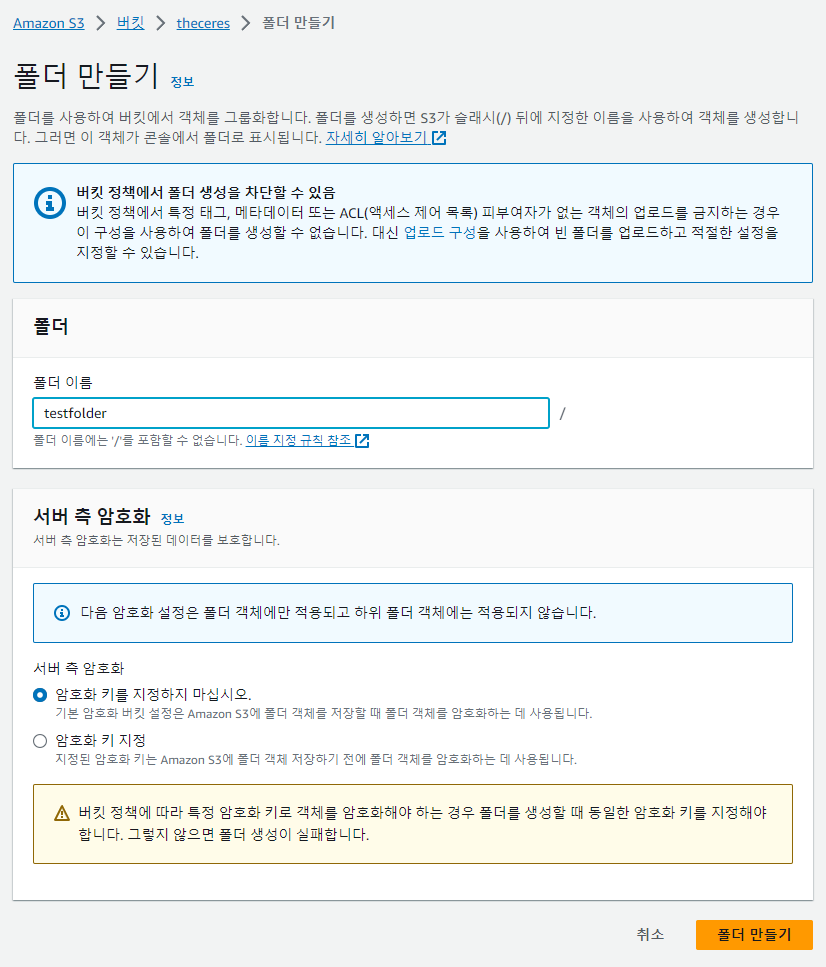 Amazon S3 > 버킷 > theceres > 폴더 만들기
폴더 만들기 정보
폴더를 사용하여 버킷에서 객체를 그룹화합니다. 폴더를 생성하면 S3가 슬래시(/) 뒤에 지정한 이름을 사용하여 객체를 생성합니
다. 그러면 이 객체가 콘솔에서 폴더로 표시됩니다. 자세히 알아보기
버킷 정책에서 폴더 생성을 차단할 수 있음
버킷 정책에서 특정 태그, 메타데이터 또는 ACL(액세스 제어 목록) 피부여자가 없는 객체의 업로드를 금지하는 경우
이 구성을 사용하여 폴더를 생성할 수 없습니다. 대신 업로드 구성을 사용하여 빈 폴더를 업로드하고 적절한 설정을
지정할 수 있습니다.
폴더
폴더 이름
testfolder /
폴더 이름에는 '/'를 포함할 수 없습니다. 이름 지정 규칙 참조
서버 측 암호화 정보
서버 측 암호화는 저장된 데이터를 보호합니다.
다음 암호화 설정은 폴더 객체에만 적용되고 하위 폴더 객체에는 적용되지 않습니다.
서버 측 암호화
암호화 키를 지정하지 마십시오.
기본 암호화 버킷 설정은 Amazon S3에 폴더 객체를 저장할 때 폴더 객체를 암호화하는 데 사용됩니다.
암호화 키 지정
지정된 암호화 키는 Amazon S3에 폴더 객체 저장하기 전에 폴더 객체를 암호화하는 데 사용됩니다.
버킷 정책에 따라 특정 암호화 키로 객체를 암호화해야 하는 경우 폴더를 생성할 때 동일한 암호화 키를 지정해야
합니다. 그렇지 않으면 폴더 생성이 실패합니다.
취소 폴더 만들기